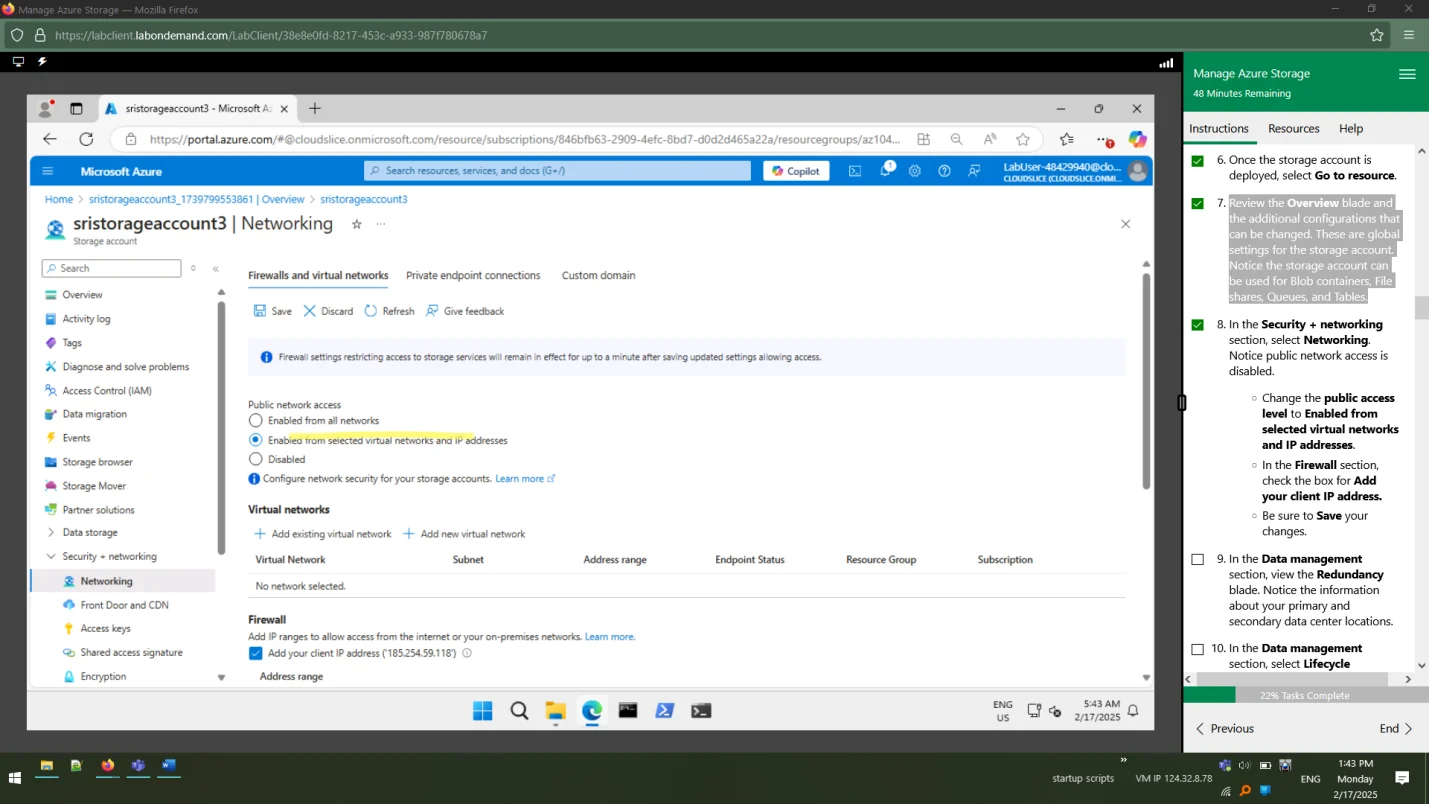 Manage Azure Storage — Mozilla Firefox
https://labclient.labondemand.com/LabClient/38e8e0fd-8217-453c-a933-987f780678a7
sristorageaccount3 - Microsoft Az
https://portal.azure.com/#@cloudslice.onmicrosoft.com/resource/subscriptions/846bfb63-2909-4efc-8bd7-d0d2d465a22a/resourcegroups/az104...
Microsoft Azure
Search resources, services, and docs (G+/)
Copilot
1
LabUser-48429940@clo...
CLOUDSLICE (CLOUDSLICE.ONMI...
Home > sristorageaccount3_1739799553861 | Overview > sristorageaccount3
sristorageaccount3 | Networking
Storage account
Search
Overview
Activity log
Tags
Diagnose and solve problems
Access Control (IAM)
Data migration
Events
Storage browser
Storage Mover
Partner solutions
Data storage
Security + networking
Networking
Front Door and CDN
Access keys
Shared access signature
Encryption
Firewalls and virtual networks
Private endpoint connections
Custom domain
Save
Discard
Refresh
Give feedback
Firewall settings restricting access to storage services will remain in effect for up to a minute after saving updated settings allowing access.
Public network access
Enabled from all networks
Enabled from selected virtual networks and IP addresses
Disabled
Configure network security for your storage accounts. Learn more
Virtual networks
Add existing virtual network
Add new virtual network
Virtual Network Subnet Address range Endpoint Status Resource Group Subscription
No network selected.
Firewall
Add IP ranges to allow access from the internet or your on-premises networks. Learn more.
Add your client IP address ('185.254.59.118')
Address range
ENG
US
5:43 AM
2/17/2025
Manage Azure Storage
48 Minutes Remaining
Instructions Resources Help
6. Once the storage account is
deployed, select Go to resource.
7. Review the Overview blade and
the additional configurations that
can be changed. These are global
settings for the storage account.
Notice the storage account can
be used for Blob containers, File
shares, Queues, and Tables.
8. In the Security + networking
section, select Networking.
Notice public network access is
disabled.
Change the public access
level to Enabled from
selected virtual networks
and IP addresses.
In the Firewall section,
check the box for Add
your client IP address.
Be sure to Save your
changes.
9. In the Data management
section, view the Redundancy
blade. Notice the information
about your primary and
secondary data center locations.
10. In the Data management
section, select Lifecycle
22% Tasks Complete
Previous
End
startup scripts
VM IP 124.32.8.78
ENG
1:43 PM
Monday
2/17/2025